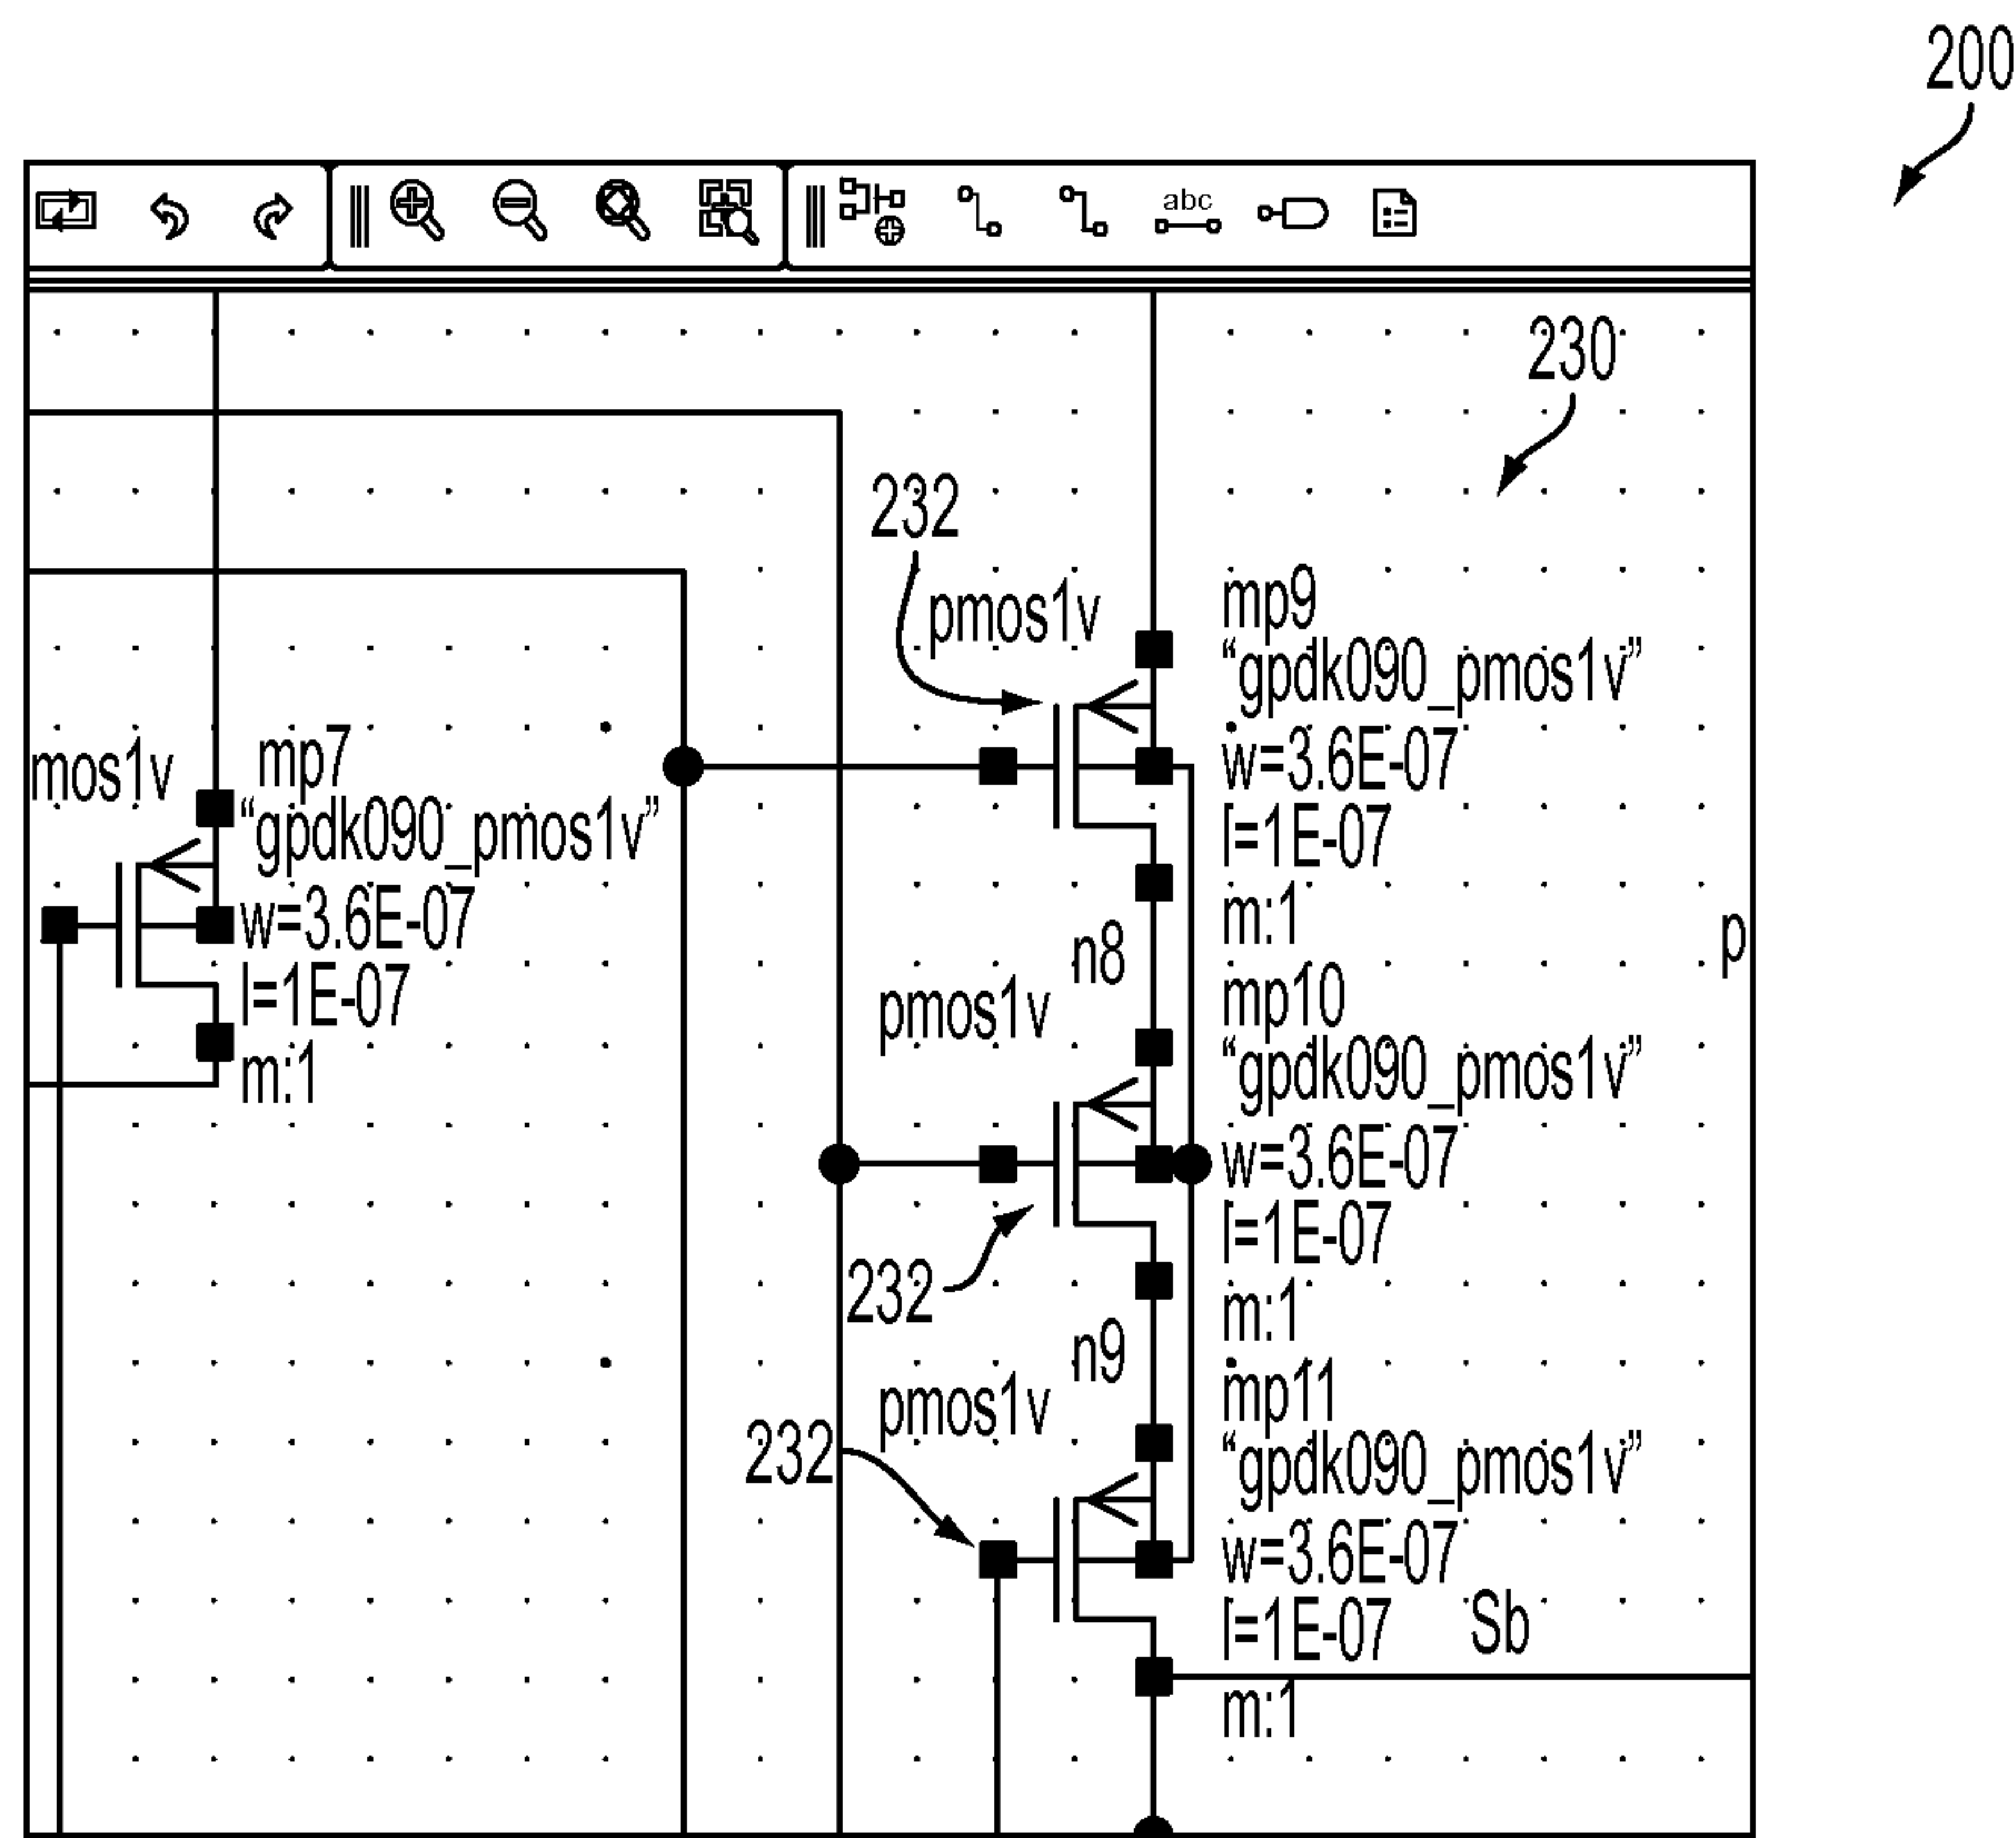 200
abc
230
232
pmos1v
mp9
“gpdk090_pmos1v”
w=3.6E-07
l=1E-07
m:1
mos1v
mp7
“gpdk090_pmos1v”
w=3.6E-07
l=1E-07
m:1
n8
p
pmos1v
mp10
“gpdk090_pmos1v”
w=3.6E-07
l=1E-07
m:1
232
n9
pmos1v
232
mp11
“gpdk090_pmos1v”
w=3.6E-07
l=1E-07
m:1
Sb